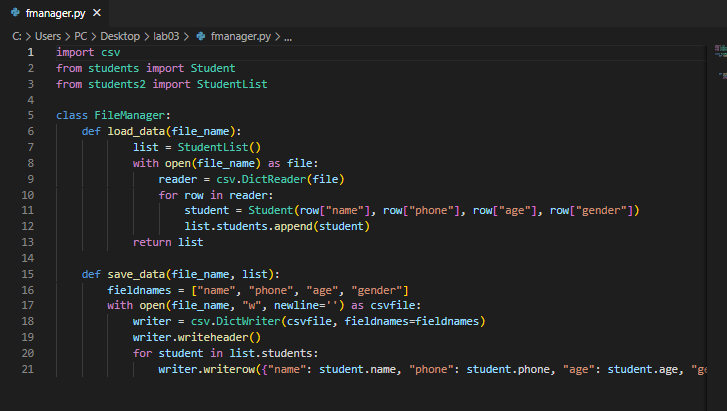 fmanager.py ×
C: > Users > PC > Desktop > lab03 > fmanager.py > ...
1 import csv
2 from students import Student
3 from students2 import StudentList
4
5 class FileManager:
6     def load_data(file_name):
7             list = StudentList()
8             with open(file_name) as file:
9                 reader = csv.DictReader(file)
10                 for row in reader:
11                     student = Student(row["name"], row["phone"], row["age"], row["gender"])
12                     list.students.append(student)
13             return list
14
15     def save_data(file_name, list):
16         fieldnames = ["name", "phone", "age", "gender"]
17         with open(file_name, "w", newline='') as csvfile:
18             writer = csv.DictWriter(csvfile, fieldnames=fieldnames)
19             writer.writeheader()
20             for student in list.students:
21                 writer.writerow({"name": student.name, "phone": student.phone, "age": student.age, "ge